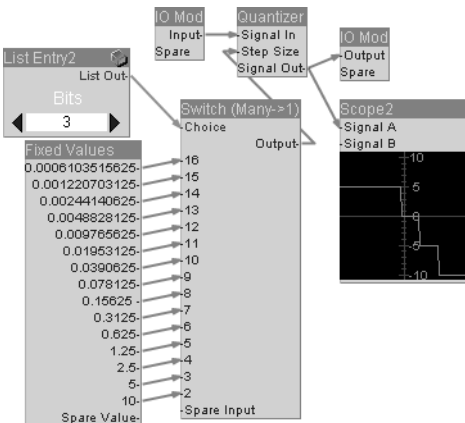 IO Mod
Input-
Spare
Quantizer
-Signal In
-Step Size
Signal Out-
IO Mod
-Output
Spare
List Entry2
List Out-
Bits
3
Switch (Many->1)
-Choice
Output-
-16
-15
-14
-13
-12
-11
-10
-9
-8
-7
-6
-5
-4
-3
-2
-Spare Input
Scope2
-Signal A
-Signal B
10
5
0
-5
-10
Fixed Values
0.0006103515625-
0.001220703125-
0.00244140625-
0.0048828125-
0.009765625-
0.01953125-
0.0390625-
0.078125-
0.15625 -
0.3125-
0.625-
1.25-
2.5-
5-
10-
Spare Value-